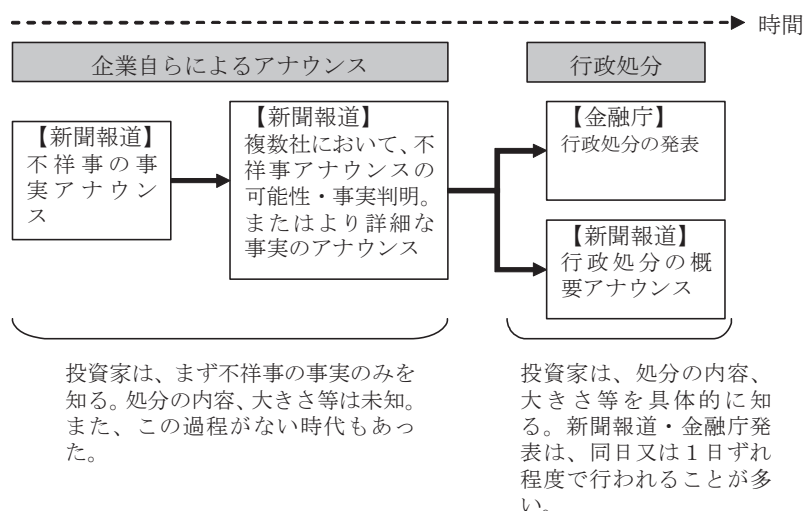 時間
企業自らによるアナウンス
行政処分
【新聞報道】
不祥事の事
実アナウン
ス
【新聞報道】
複数社において、不
祥事アナウンスの
可能性・事実判明。
またはより詳細な
事実のアナウンス
【金融庁】
行政処分の発表
【新聞報道】
行政処分の概
要アナウンス
投資家は、まず不祥事の事実のみを
知る。処分の内容、大きさ等は未知。
また、この過程がない時代もあっ
た。
投資家は、処分の内容、
大きさ等を具体的に知
る。新聞報道・金融庁発
表は、同日又は1日ずれ
程度で行われることが多
い。